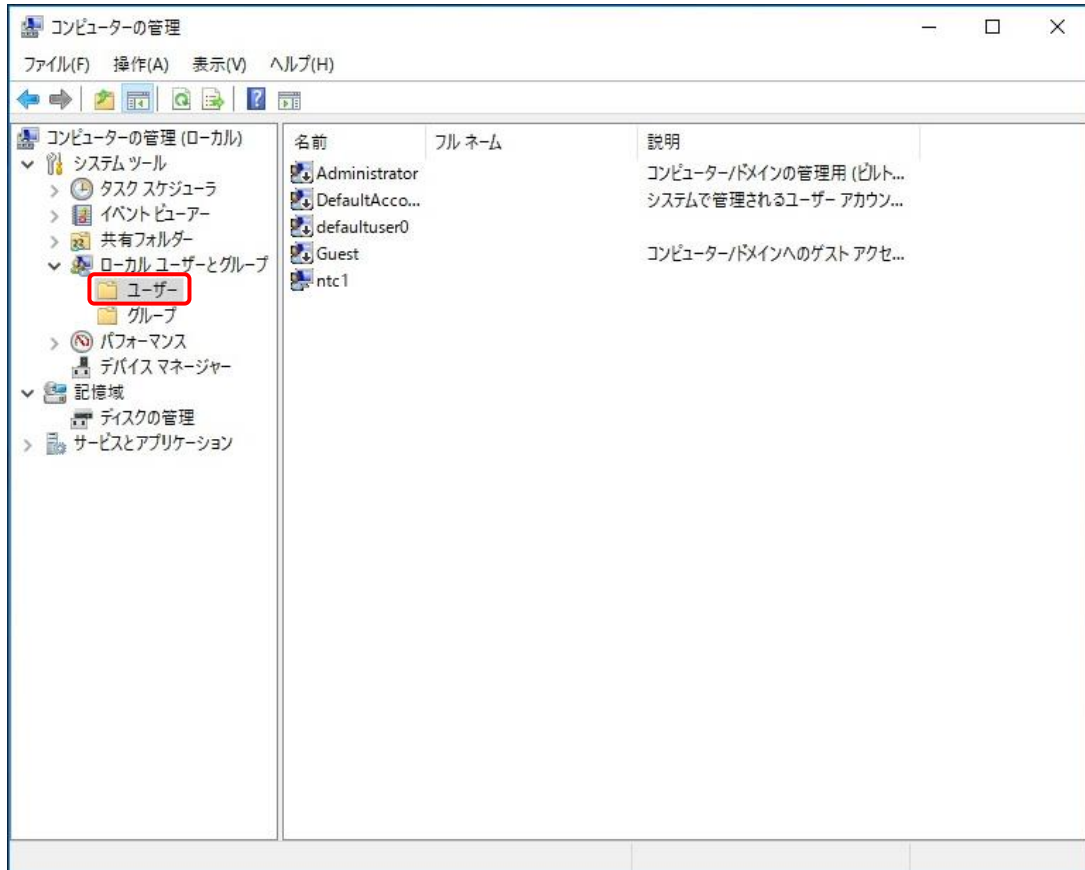 コンピューターの管理
ファイル(F) 操作(A) 表示(V) ヘルプ(H)
コンピューターの管理 (ローカル)
システム ツール
タスク スケジューラ
イベント ビューアー
共有フォルダー
ローカル ユーザーとグループ
ユーザー
グループ
パフォーマンス
デバイス マネージャー
記憶域
ディスクの管理
サービスとアプリケーション
名前 フル ネーム 説明
Administrator コンピューター/ドメインの管理用 (ビルト...
DefaultAcco... システムで管理されるユーザー アカウン...
defaultuser0
Guest コンピューター/ドメインへのゲスト アクセ...
ntc1